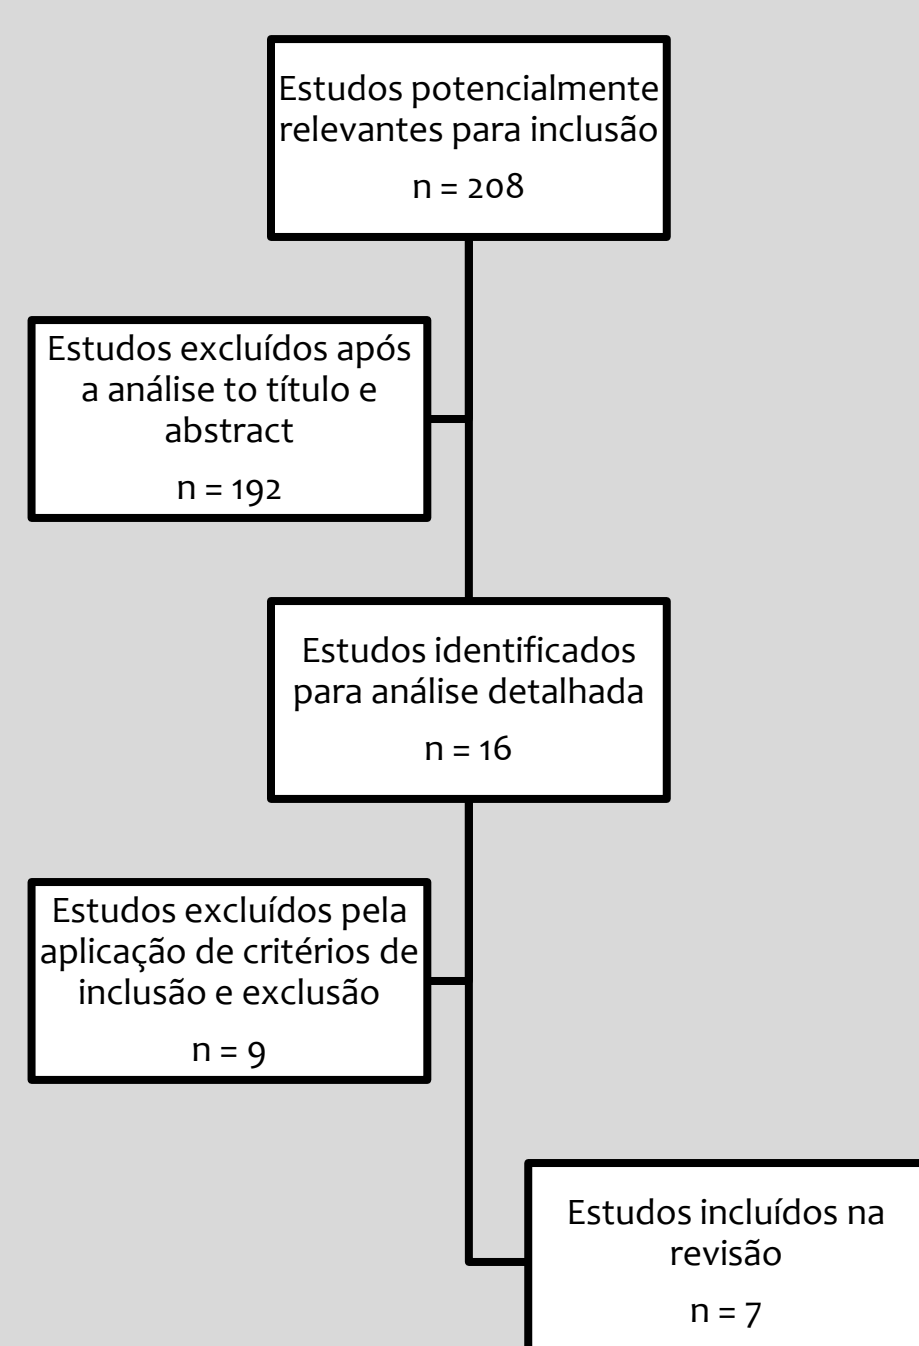 Estudos potencialmente
relevantes para inclusão
n = 208
Estudos excluídos após
a análise to título e
abstract
n = 192
Estudos identificados
para análise detalhada
n = 16
Estudos excluídos pela
aplicação de critérios de
inclusão e exclusão
n = 9
Estudos incluídos na
revisão
n = 7